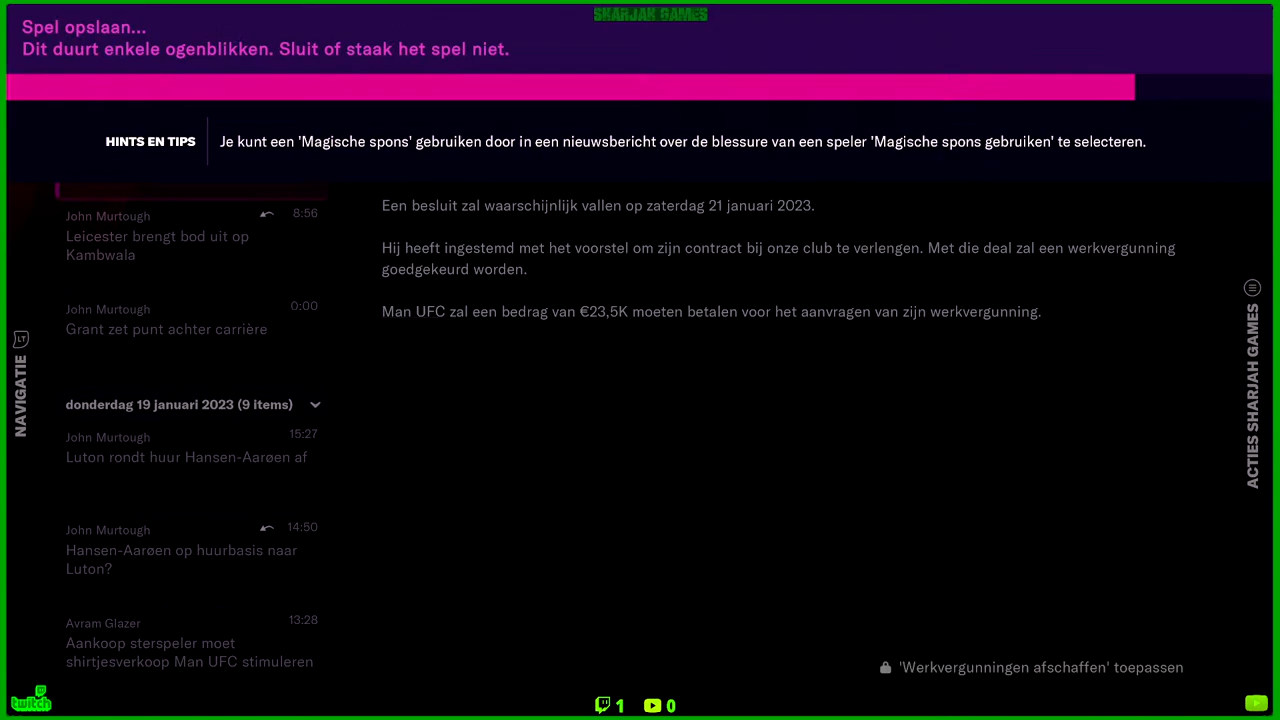 SHARJAH GAMES
Spel opslaan...
Dit duurt enkele ogenblikken. Sluit of staak het spel niet.
HINTS EN TIPS
Je kunt een 'Magische spons' gebruiken door in een nieuwsbericht over de blessure van een speler 'Magische spons gebruiken' te selecteren.
John Murtough
8:56
Leicester brengt bod uit op
Kambwala
John Murtough
0:00
Grant zet punt achter carrière
donderdag 19 januari 2023 (9 items)
John Murtough
15:27
Luton rondt huur Hansen-Aarøen af
John Murtough
14:50
Hansen-Aarøen op huurbasis naar
Luton?
Avram Glazer
13:28
Aankoop sterspeler moet
shirtjesverkoop Man UFC stimuleren
Een besluit zal waarschijnlijk vallen op zaterdag 21 januari 2023.
Hij heeft ingestemd met het voorstel om zijn contract bij onze club te verlengen. Met die deal zal een werkvergunning
goedgekeurd worden.
Man UFC zal een bedrag van €23,5K moeten betalen voor het aanvragen van zijn werkvergunning.
'Werkvergunningen afschaffen' toepassen
LT
NAVIGATIE
ACTIES SHARJAH GAMES
twitch
1
0